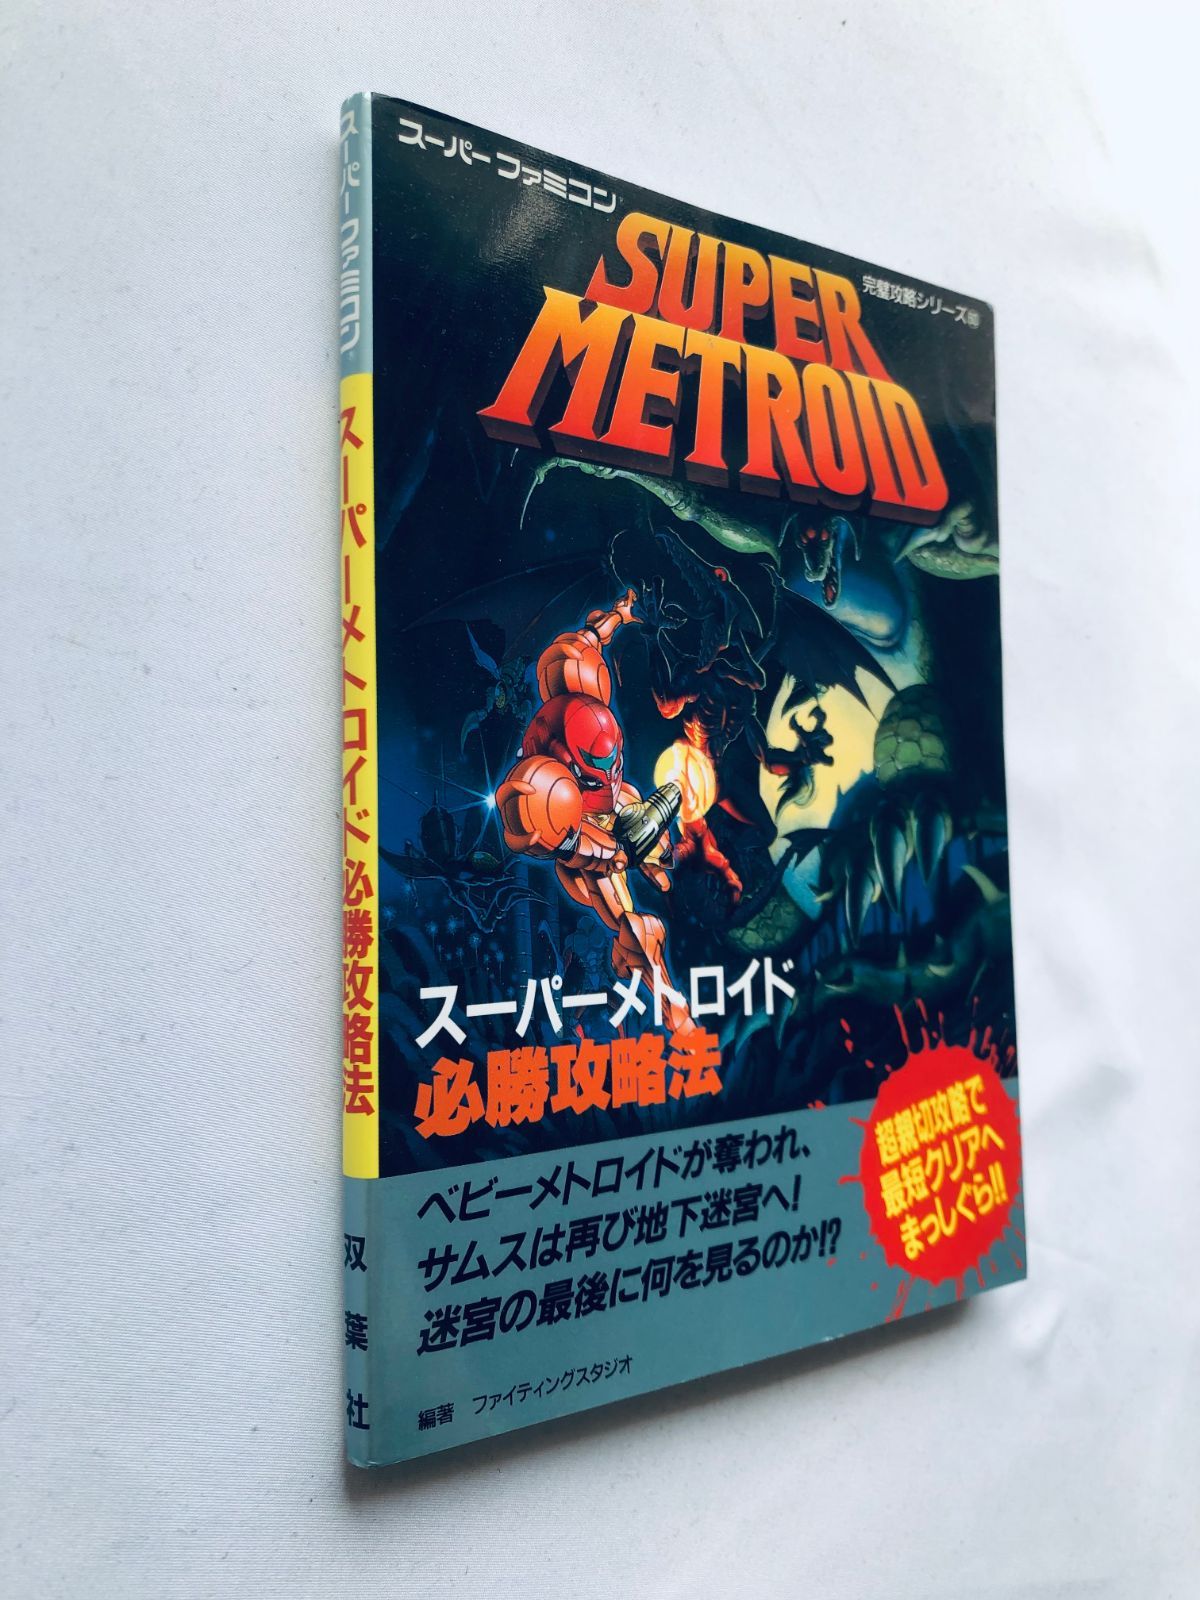 スーパーファミコン
スーパーメトロイド必勝攻略法
双葉社
スーパーファミコン
完璧攻略シリーズ
SUPER
METROID
スーパーメトロイド
必勝攻略法
超親切攻略で
最短クリアへ
まっしぐら!!
ベビーメトロイドが奪われ、
サムスは再び地下迷宮へ!
迷宮の最後に何を見るのか!?
編著 ファイティングスタジオ